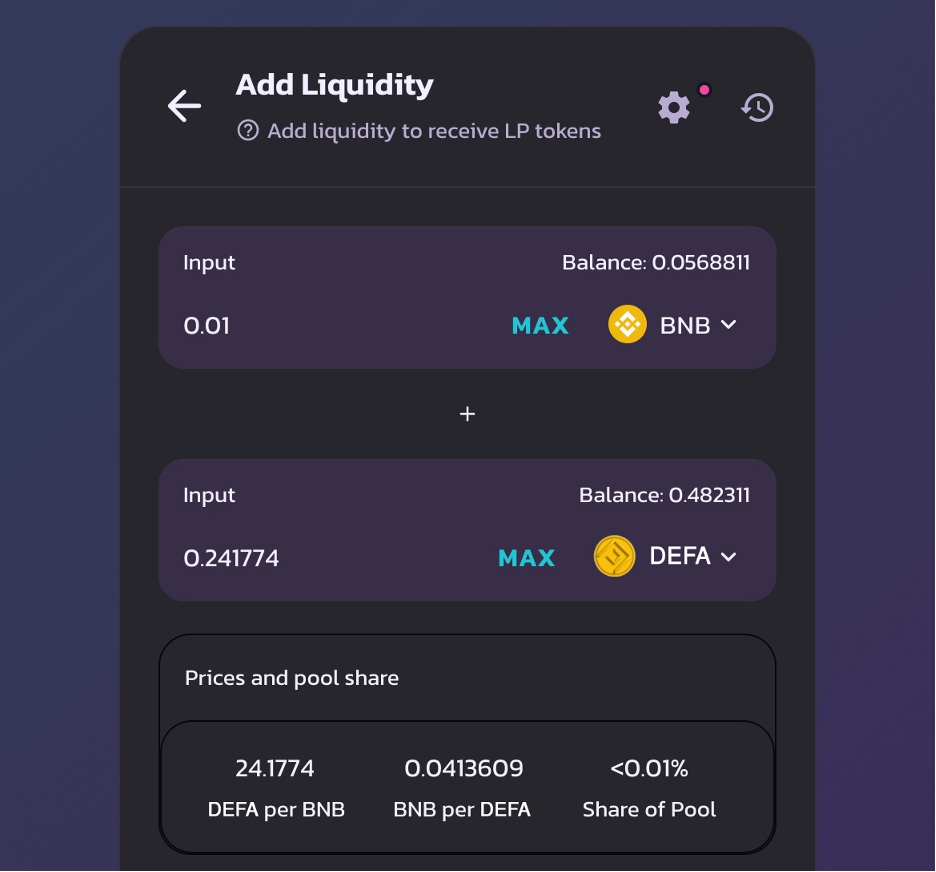 Add Liquidity
Add liquidity to receive LP tokens
Input
Balance: 0.0568811
0.01
MAX
BNB
+
Input
Balance: 0.482311
0.241774
MAX
DEFA
Prices and pool share
24.1774
0.0413609
<0.01%
DEFA per BNB
BNB per DEFA
Share of Pool